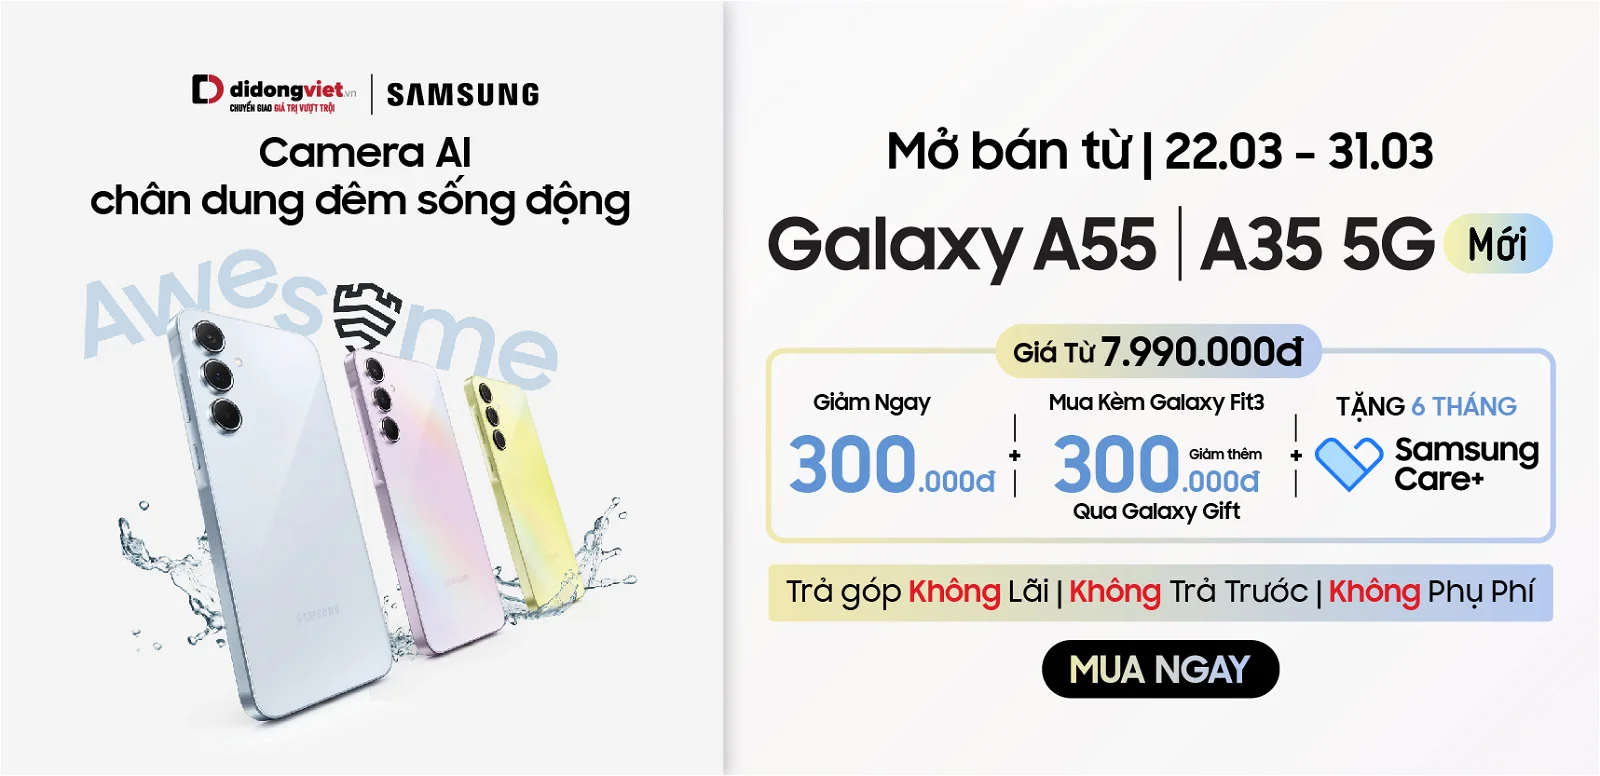 didongviet.vn
CHUYỂN GIAO GIÁ TRỊ VƯỢT TRỘI
SAMSUNG
Camera AI
chân dung đêm sống động
Awesome
SAMSUNG
SAMSUNG
Mở bán từ | 22.03 - 31.03
Galaxy A55 | A35 5G Mới
Giá Từ 7.990.000đ
Giảm Ngay
300.000đ
+
Mua Kèm Galaxy Fit3
300.000đ Giảm thêm
Qua Galaxy Gift
+
TẶNG 6 THÁNG
Samsung
Care+
Trả góp Không Lãi | Không Trả Trước | Không Phụ Phí
MUA NGAY